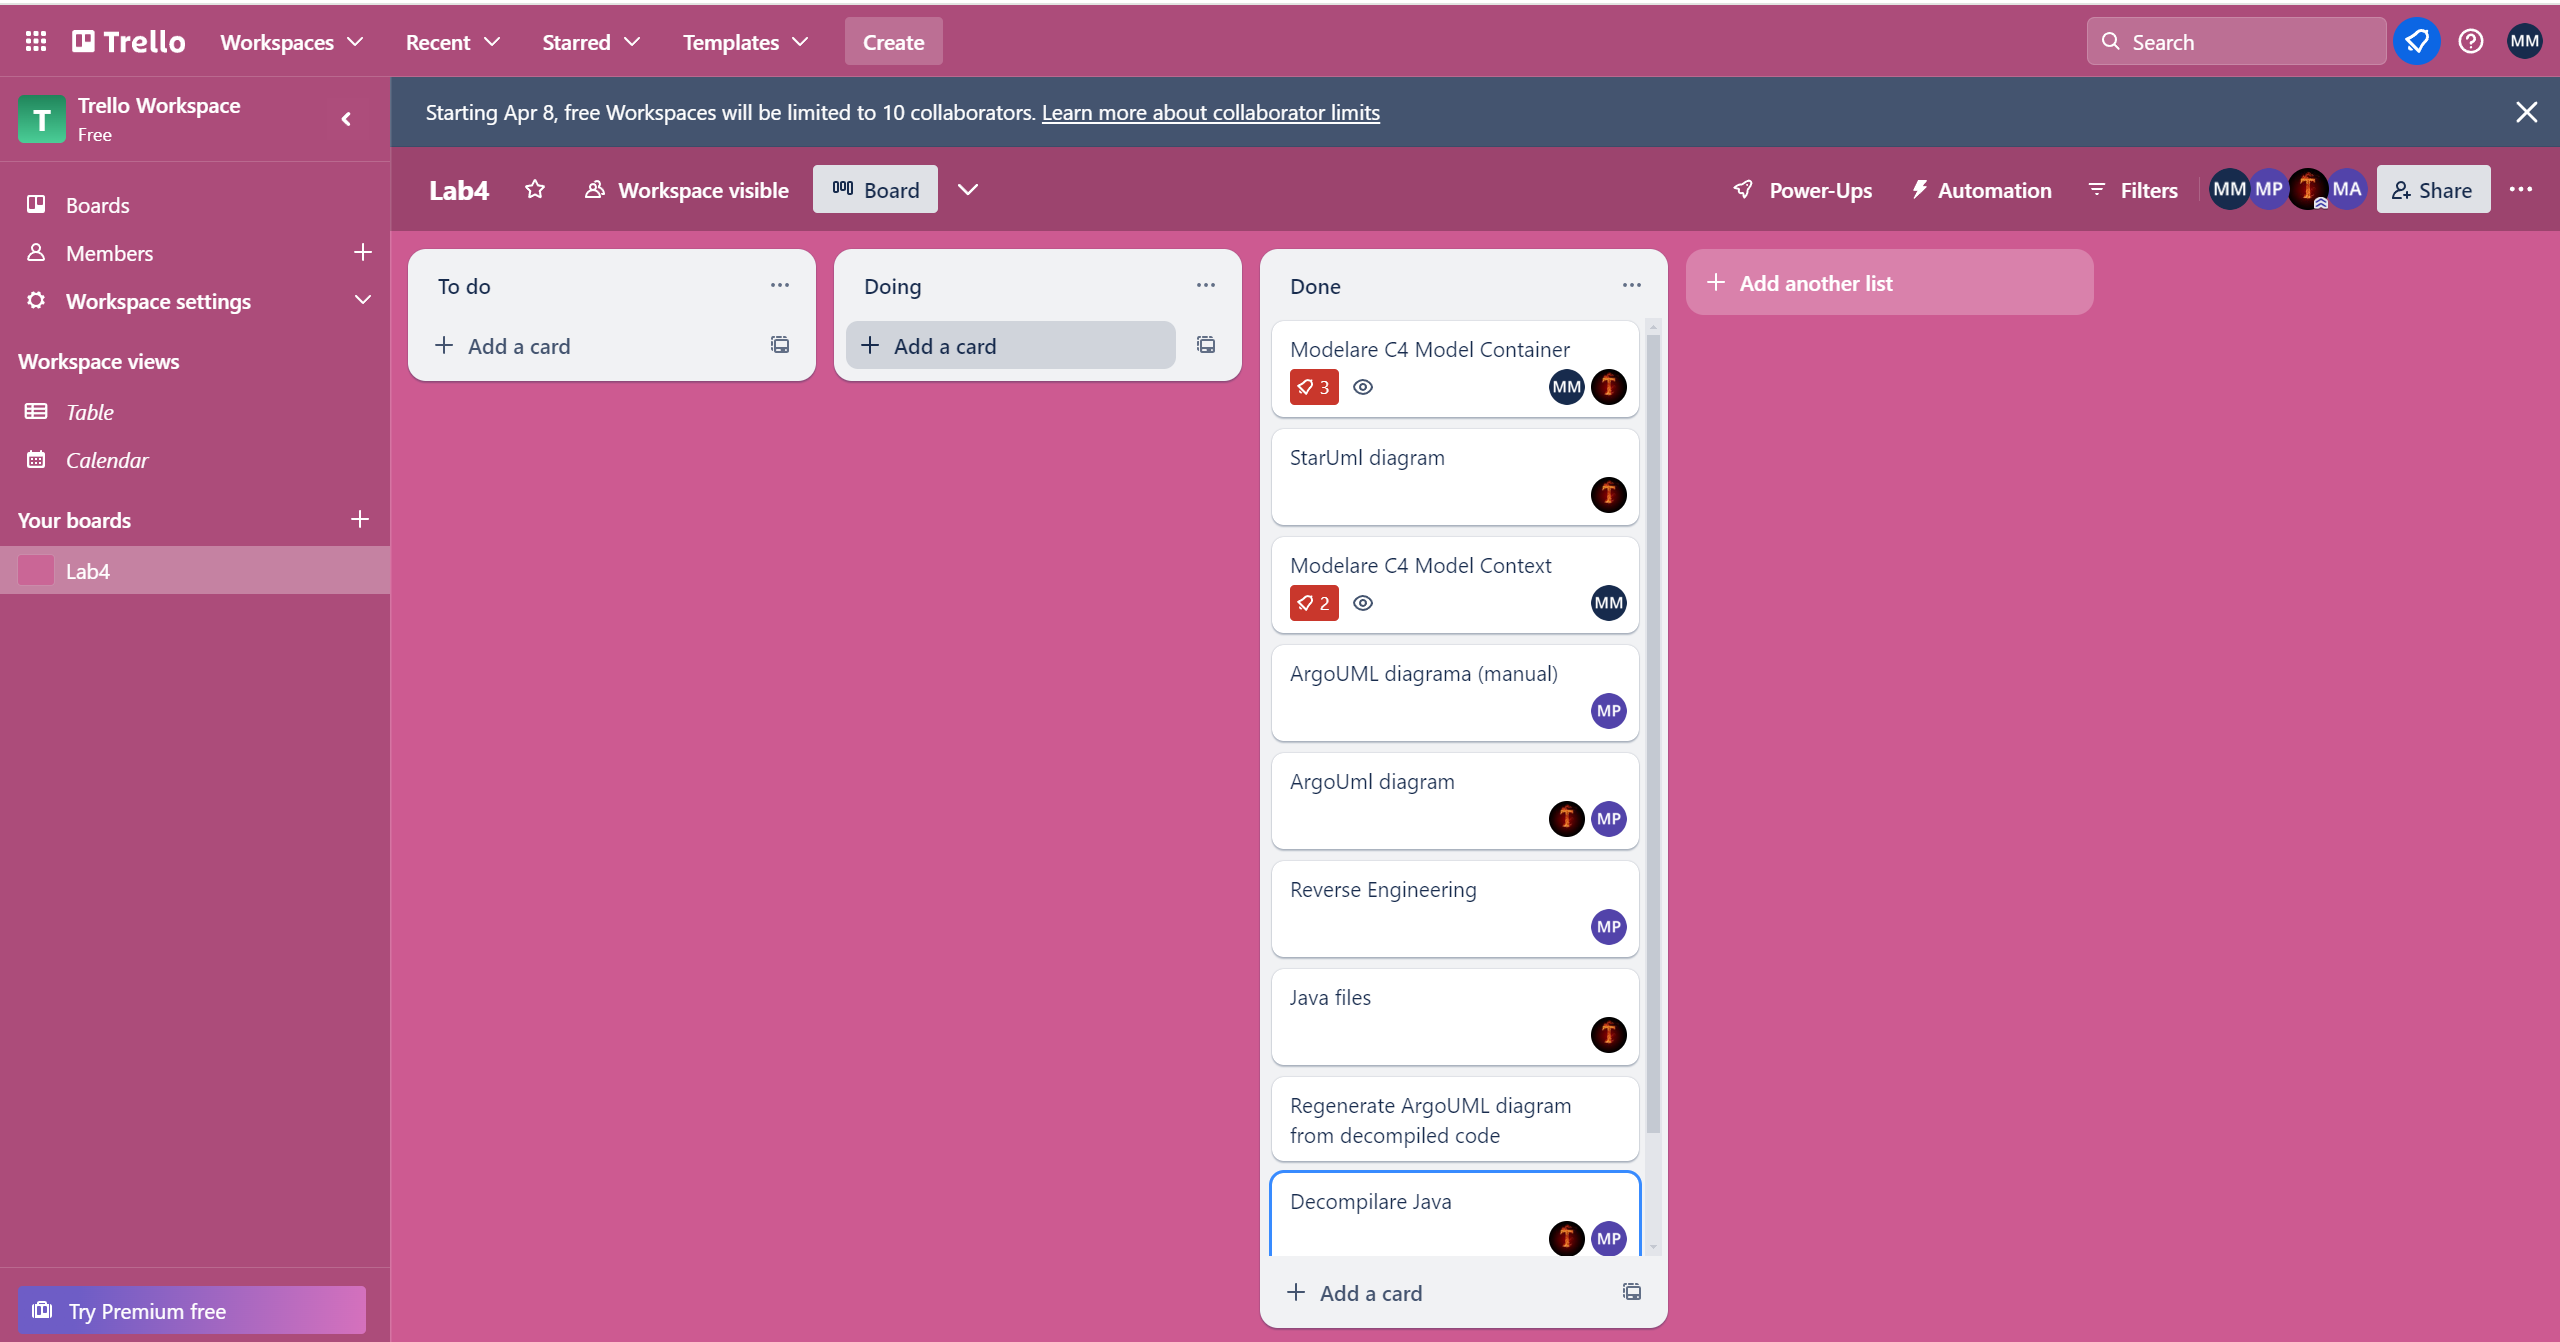 Trello
Workspaces
Recent
Starred
Templates
Create
Search
MM
T
Trello Workspace
Free
Starting Apr 8, free Workspaces will be limited to 10 collaborators. Learn more about collaborator limits
Lab4
Workspace visible
Board
Power-Ups
Automation
Filters
MM
MP
T
MA
Share
Boards
Members
Workspace settings
Workspace views
Table
Calendar
Your boards
Lab4
Try Premium free
To do
Add a card
Doing
Add a card
Done
Modelare C4 Model Container
3
MM
T
StarUml diagram
T
Modelare C4 Model Context
2
MM
ArgoUML diagrama (manual)
MP
ArgoUml diagram
T
MP
Reverse Engineering
MP
Java files
T
Regenerate ArgoUML diagram
from decompiled code
Decompilare Java
T
MP
Add a card
Add another list